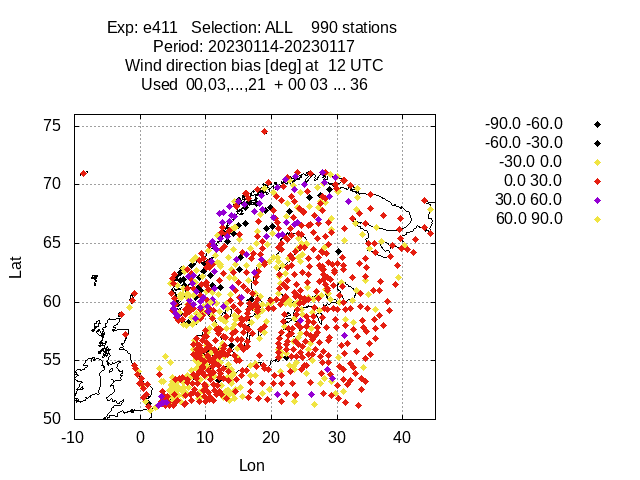 Exp: e411 Selection: ALL 990 stations
Period: 20230114-20230117
Wind direction bias [deg] at 12 UTC
Used 00,03,...,21 + 00 03 ... 36
-90.0 -60.0
-60.0 -30.0
-30.0 0.0
0.0 30.0
30.0 60.0
60.0 90.0
75
70
65
60
55
50
Lat
-10 0 10 20 30 40
Lon